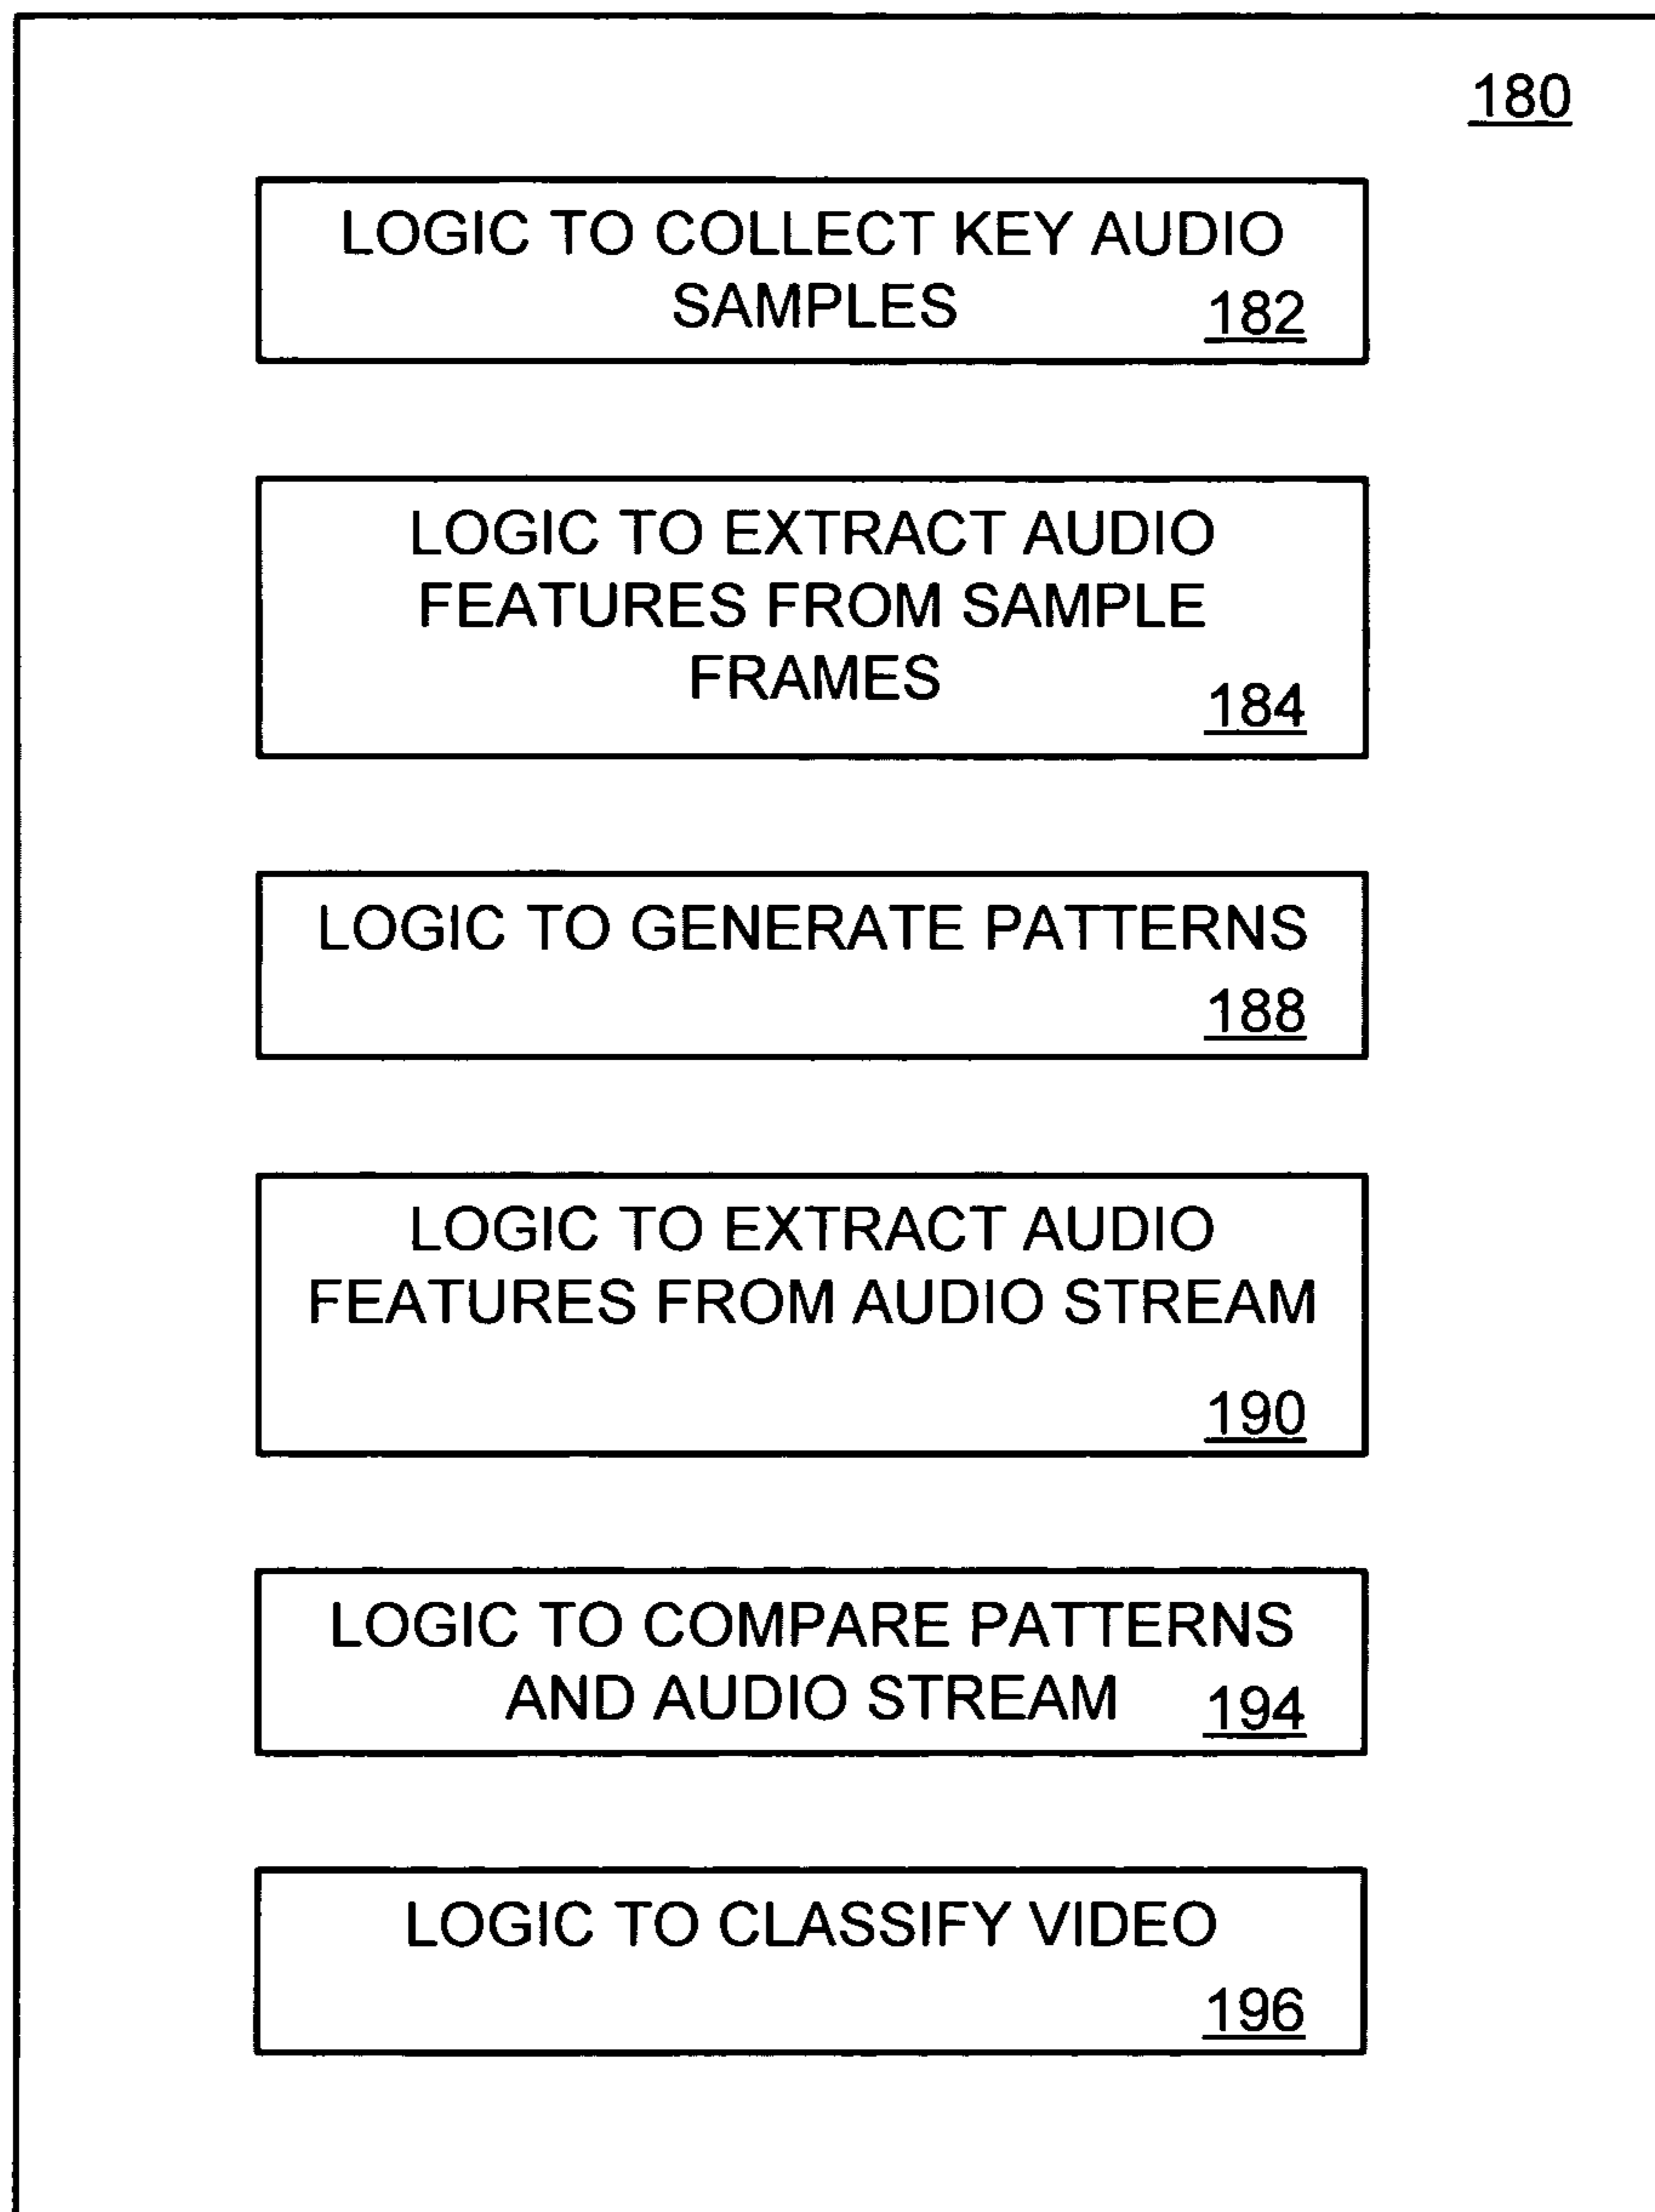 180
LOGIC TO COLLECT KEY AUDIO
SAMPLES 182
LOGIC TO EXTRACT AUDIO
FEATURES FROM SAMPLE
FRAMES
184
LOGIC TO GENERATE PATTERNS
188
LOGIC TO EXTRACT AUDIO
FEATURES FROM AUDIO STREAM
190
LOGIC TO COMPARE PATTERNS
AND AUDIO STREAM 194
LOGIC TO CLASSIFY VIDEO
196